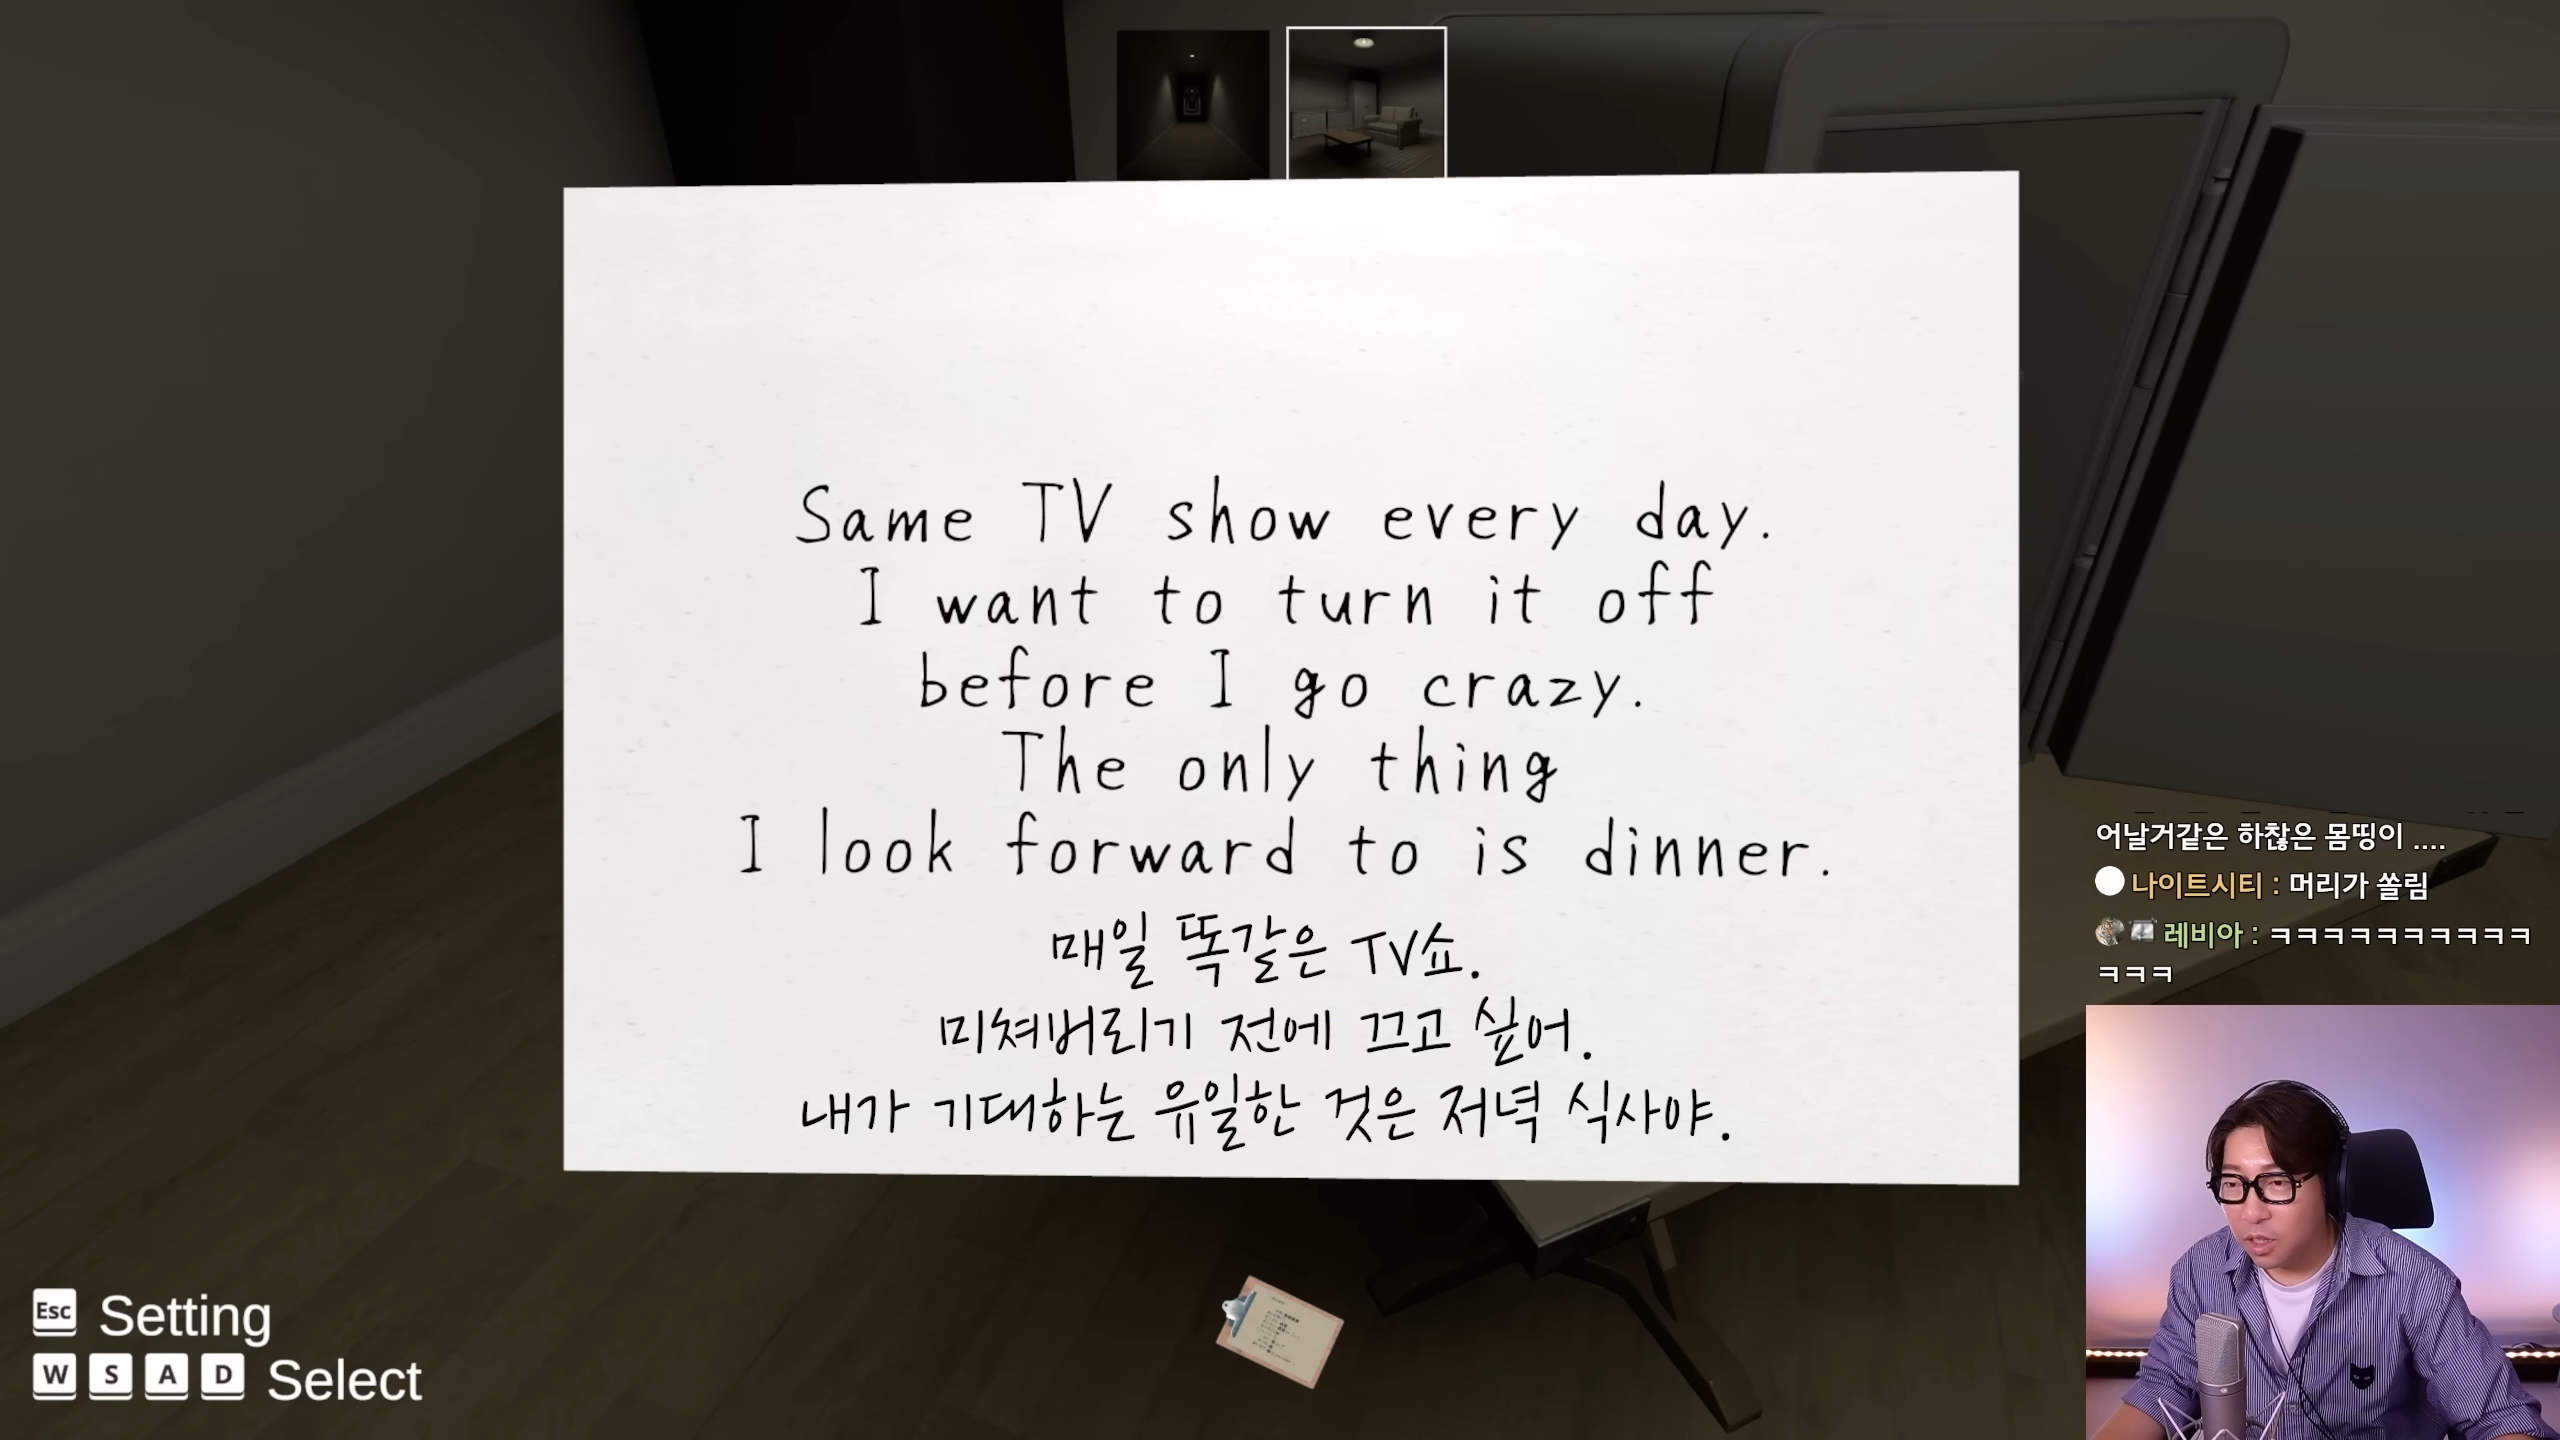 Same TV show every day.
I want to turn it off
before I go crazy.
The only thing
I look forward to is dinner.
매일 똑같은 TV쇼.
미쳐버리기 전에 끄고 싶어.
내가 기대하는 유일한 것은 저녁 식사야.
어날거같은 하찮은 몸띵이 ....
나이트시티 : 머리가 쏠림
레비아 : ㅋㅋㅋㅋㅋㅋㅋㅋㅋㅋ
ㅋㅋㅋ
Esc Setting
W S A D Select